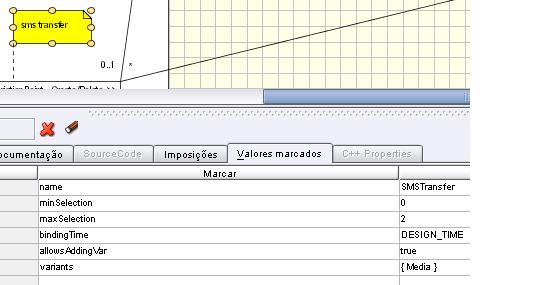 sms transfer
0..1 *
ocumentação SourceCode Imposições Valores marcados C++ Properties
Marcar
name SMSTransfer
minSelection 0
maxSelection 2
bindingTime DESIGN_TIME
allowsAddingVar true
variants { Media }